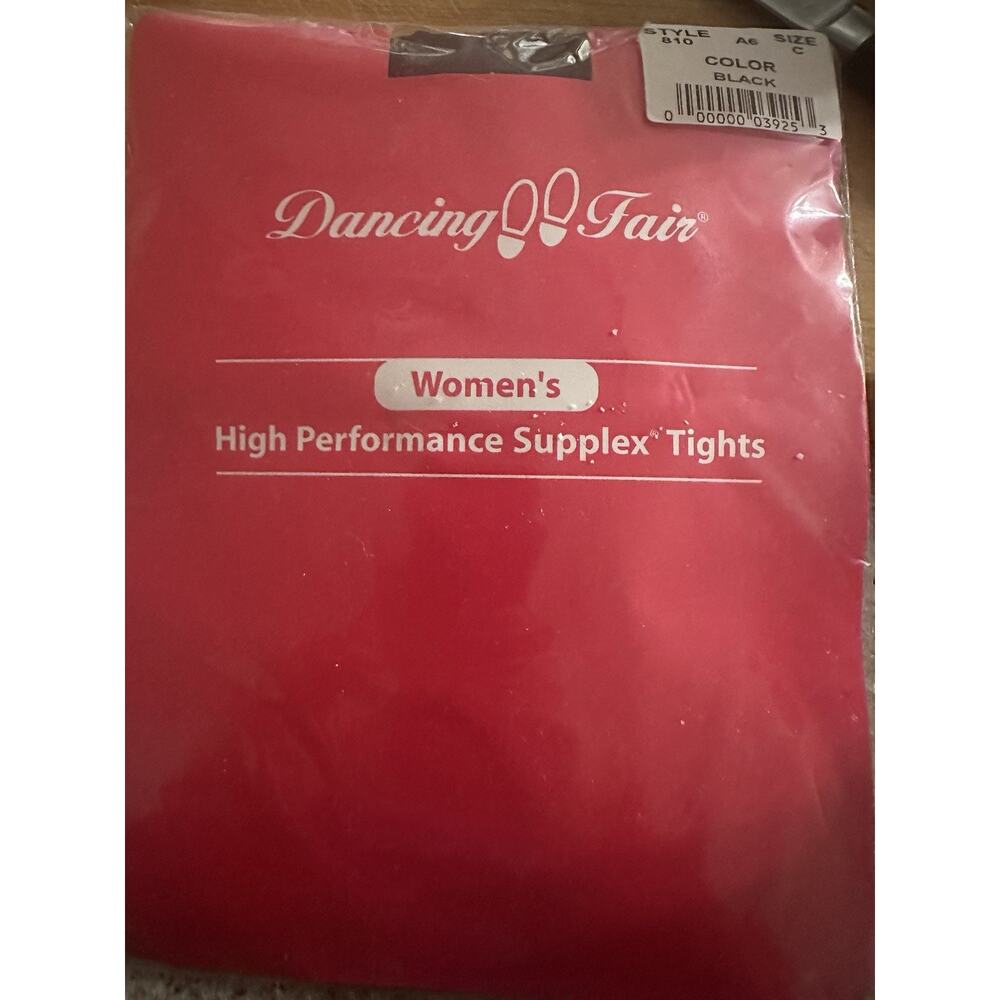 STYLE A6 SIZE
810 C
COLOR
BLACK
0 00000 03925 3
Dancing Fair®
Women's
High Performance Supplex® Tights